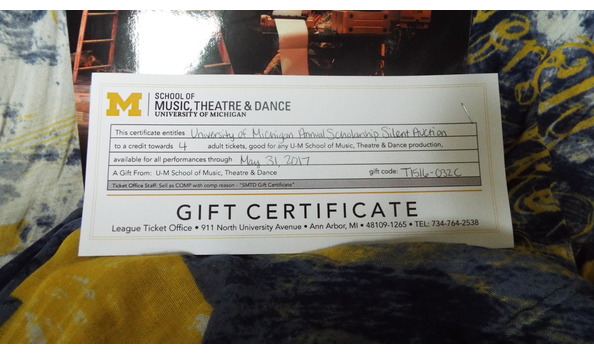 M
SCHOOL OF
MUSIC, THEATRE & DANCE
UNIVERSITY OF MICHIGAN
This certificate entitles University of Michigan Annual Scholarship Silent Auction
to a credit towards 4 adult tickets, good for any U-M School of Music, Theatre & Dance production,
available for all performances through May 31, 2017
A Gift From: U-M School of Music, Theatre & Dance gift code: T1516-032C
Ticket Office Staff: Sell as COMP with comp reason - "SMTD Gift Certificate"
GIFT CERTIFICATE
League Ticket Office • 911 North University Avenue • Ann Arbor, MI • 48109-1265 • TEL: 734-764-2538